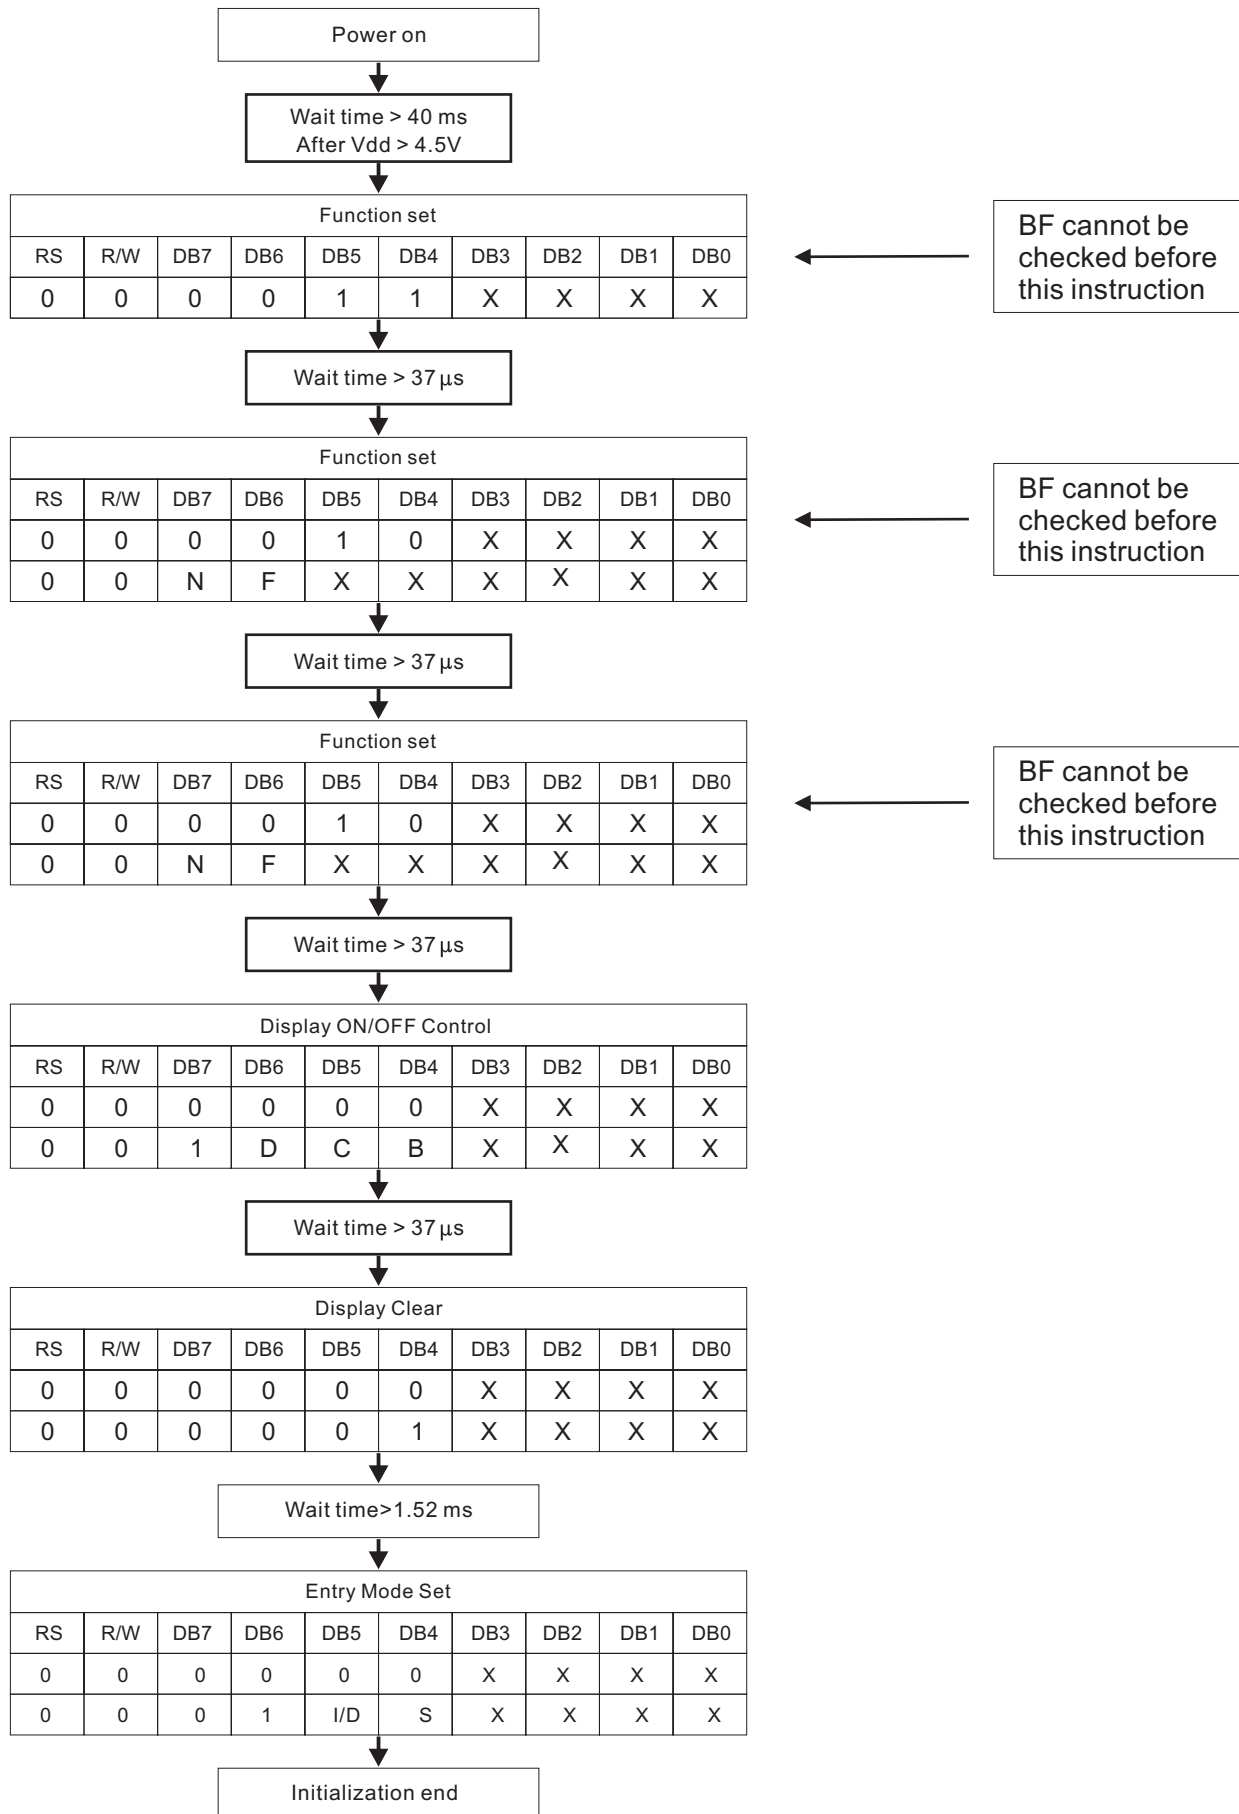 Power on
Wait time > 40 ms
After Vdd > 4.5V
Function set
RS R/W DB7 DB6 DB5 DB4 DB3 DB2 DB1 DB0
0 0 0 0 1 1 X X X X
BF cannot be
checked before
this instruction
Wait time > 37 μs
Function set
RS R/W DB7 DB6 DB5 DB4 DB3 DB2 DB1 DB0
0 0 0 0 1 0 X X X X
0 0 N F X X X X X X
BF cannot be
checked before
this instruction
Wait time > 37 μs
Function set
RS R/W DB7 DB6 DB5 DB4 DB3 DB2 DB1 DB0
0 0 0 0 1 0 X X X X
0 0 N F X X X X X X
BF cannot be
checked before
this instruction
Wait time > 37 μs
Display ON/OFF Control
RS R/W DB7 DB6 DB5 DB4 DB3 DB2 DB1 DB0
0 0 0 0 0 0 X X X X
0 0 1 D C B X X X X
Wait time > 37 μs
Display Clear
RS R/W DB7 DB6 DB5 DB4 DB3 DB2 DB1 DB0
0 0 0 0 0 0 X X X X
0 0 0 0 0 1 X X X X
Wait time>1.52 ms
Entry Mode Set
RS R/W DB7 DB6 DB5 DB4 DB3 DB2 DB1 DB0
0 0 0 0 0 0 X X X X
0 0 0 1 I/D S X X X X
Initialization end